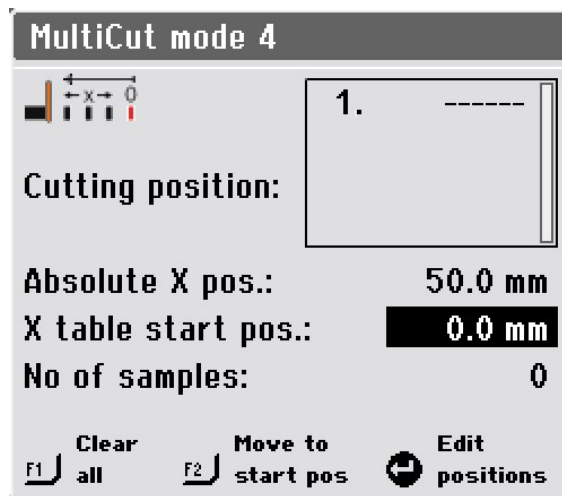 MultiCut mode 4
x 0
1. ------
Cutting position:
Absolute X pos.: 50.0 mm
X table start pos.: 0.0 mm
No of samples: 0
F1 Clear all
F2 Move to start pos
Edit positions